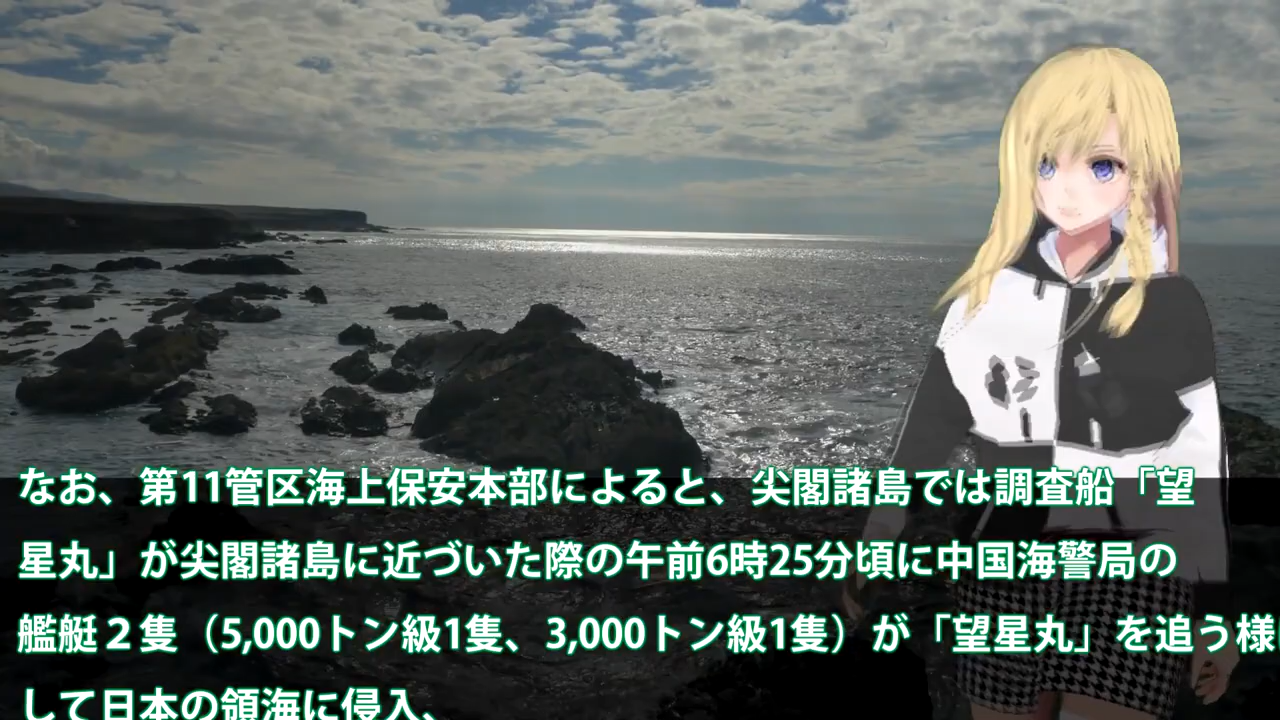 なお、第11管区海上保安本部によると、尖閣諸島では調査船「望
星丸」が尖閣諸島に近づいた際の午前6時25分頃に中国海警局の
艦艇２隻（5,000トン級1隻、3,000トン級1隻）が「望星丸」を追う様に
して日本の領海に侵入、